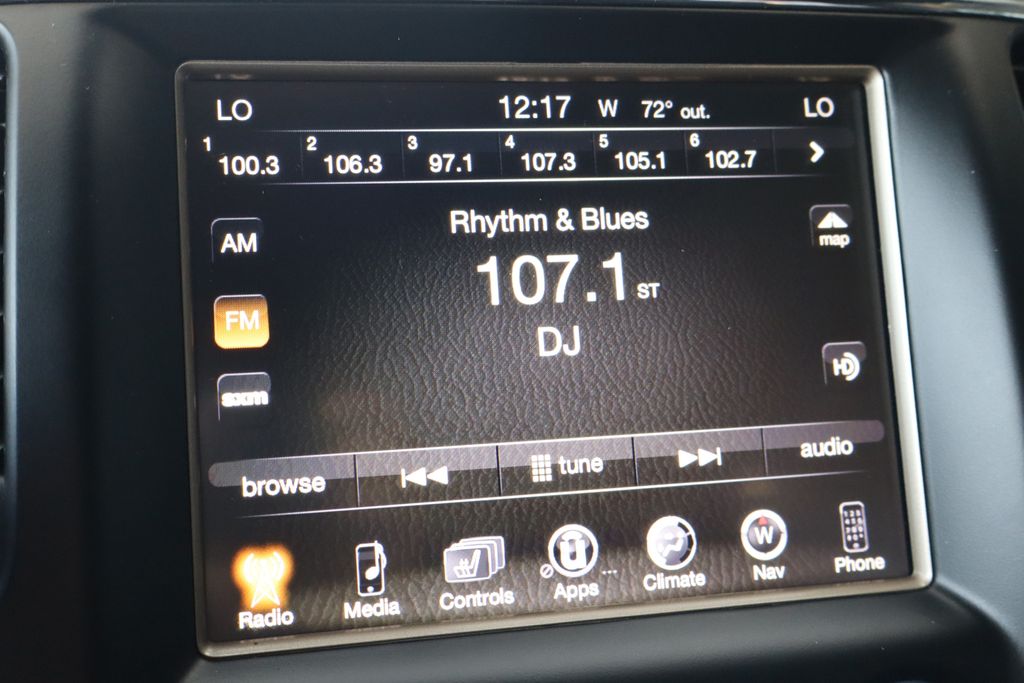 LO 12:17 W 72° out. LO
1 100.3 2 106.3 3 97.1 4 107.3 5 105.1 6 102.7
AM
Rhythm & Blues
map
107.1 ST
FM
DJ
HD
sxm
browse tune audio
Radio Media Controls Apps ... Climate W Nav Phone